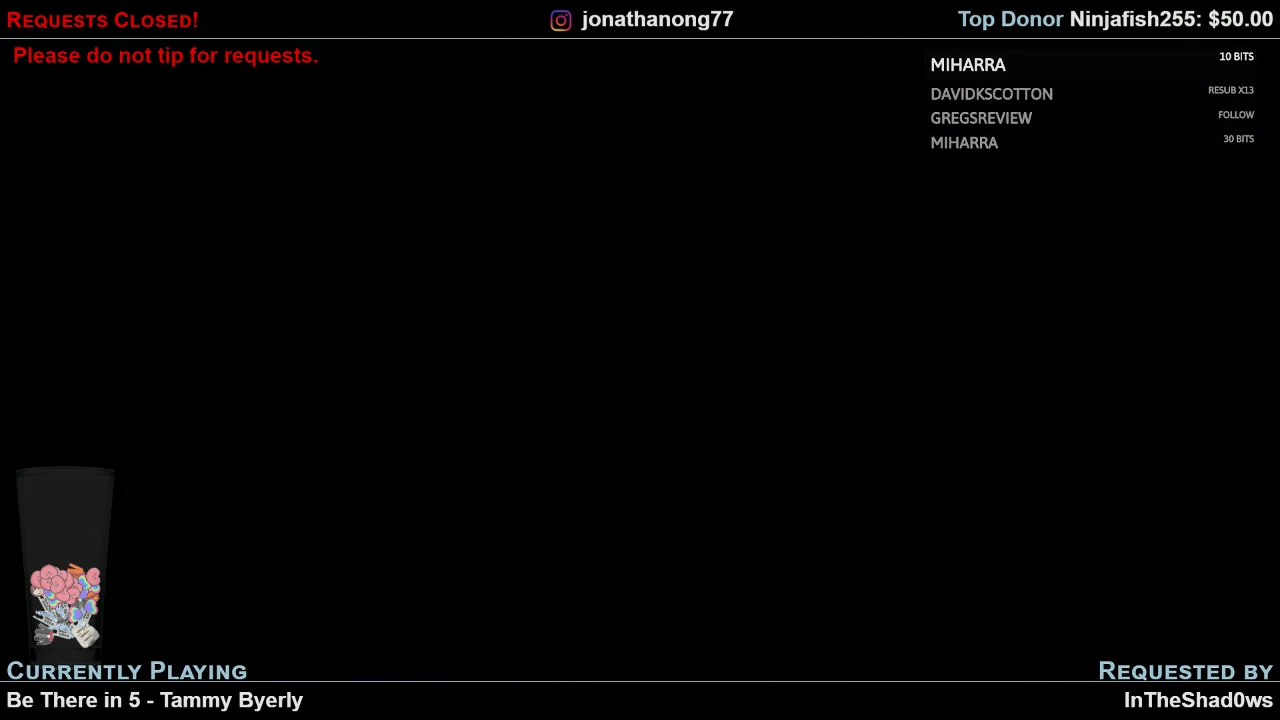 Requests Closed!
jonathanong77
Top Donor Ninjafish255: $50.00
Please do not tip for requests.
MIHARRA 10 BITS
DAVIDKSCOTTON RESUB X13
GREGSREVIEW FOLLOW
MIHARRA 30 BITS
Currently Playing
Requested by
Be There in 5 - Tammy Byerly
InTheShad0ws